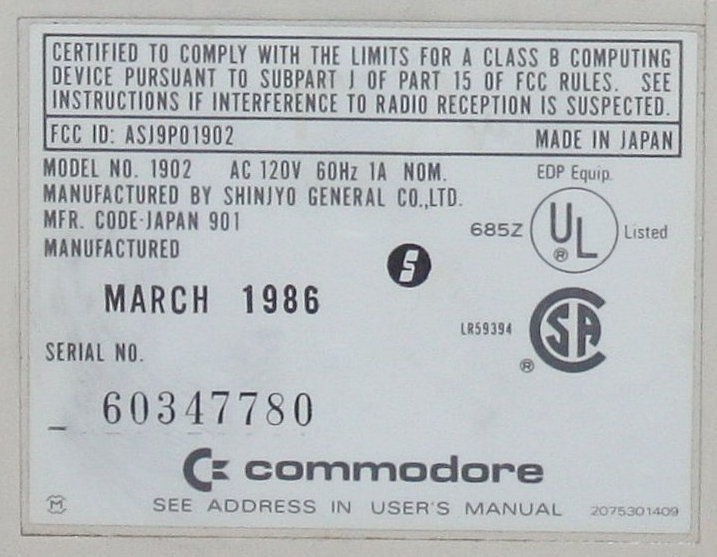 CERTIFIED TO COMPLY WITH THE LIMITS FOR A CLASS B COMPUTING
DEVICE PURSUANT TO SUBPART J OF PART 15 OF FCC RULES. SEE
INSTRUCTIONS IF INTERFERENCE TO RADIO RECEPTION IS SUSPECTED.
FCC ID: ASJ9P01902 MADE IN JAPAN
MODEL NO. 1902 AC 120V 60Hz 1A NOM. EDP Equip.
MANUFACTURED BY SHINJYO GENERAL CO.,LTD.
MFR. CODE-JAPAN 901
685Z UL ® Listed
MANUFACTURED
S
MARCH 1986
LR59394 SA ®
SERIAL NO.
60347780
C= commodore
M SEE ADDRESS IN USER'S MANUAL 2075301409